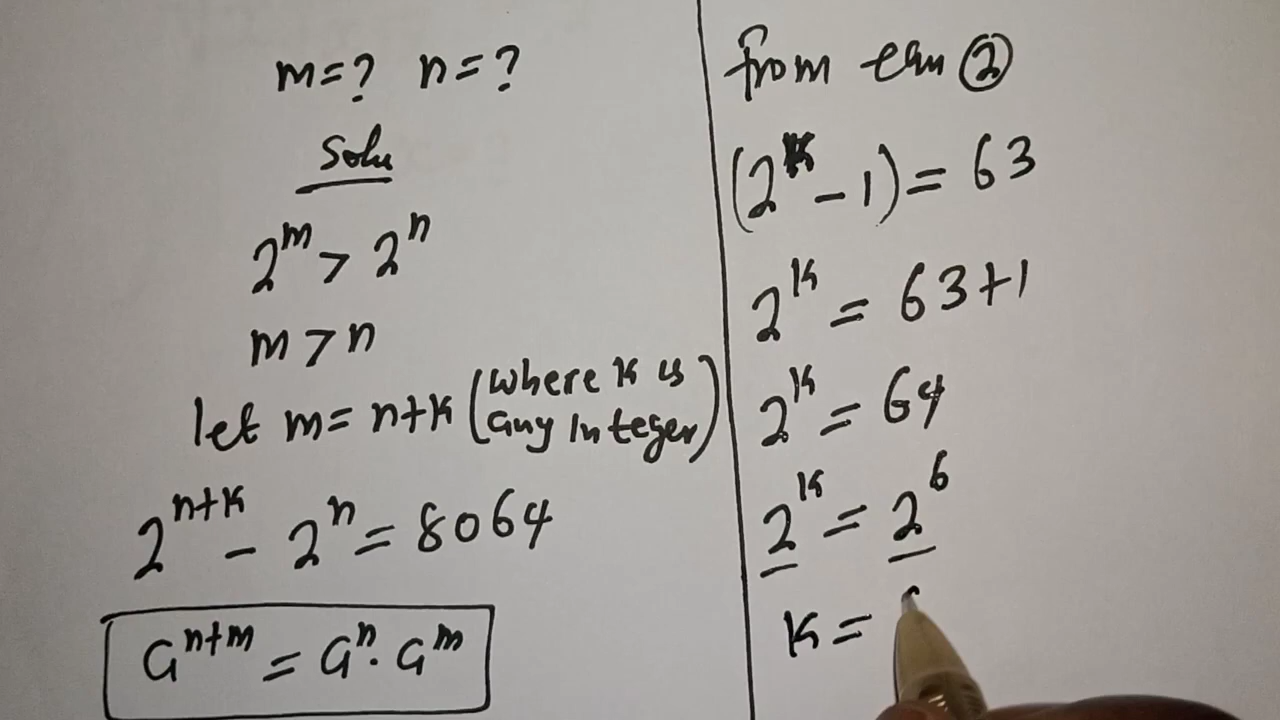 m=? n=?
Soln
2^m > 2^n
m>n
let m=n+k (where k is any integer)
2^{n+k} - 2^n = 8064
a^{n+m} = a^n · a^m
from eqn ②
(2^k - 1) = 63
2^k = 63+1
2^k = 64
2^k = 2^6
k =